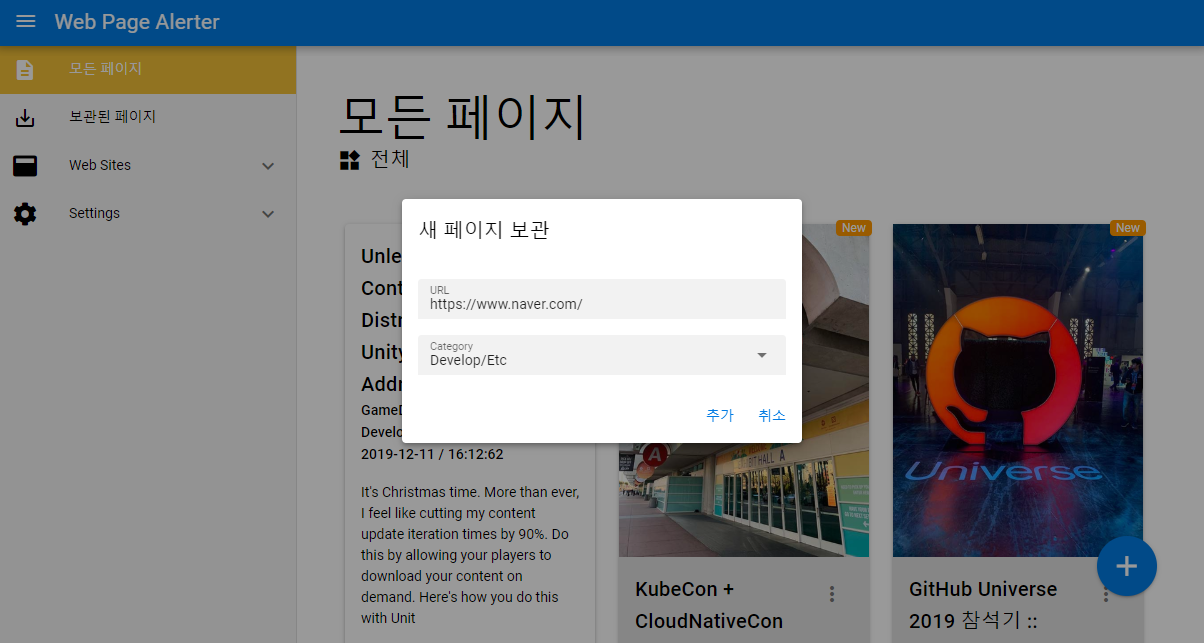 Web Page Alerter
모든 페이지
보관된 페이지
Web Sites
Settings
모든 페이지
전체
새 페이지 보관
URL
https://www.naver.com/
Category
Develop/Etc
추가
취소
Unle
Cont
Distr
Unity
Addr
GameD
Develo
2019-12-11 / 16:12:62
It's Christmas time. More than ever,
I feel like cutting my content
update iteration times by 90%. Do
this by allowing your players to
download your content on
demand. Here's how you do this
with Unit
New
A
HALL A
KubeCon +
CloudNativeCon
New
Universe
GitHub Universe
2019 참석기 ::